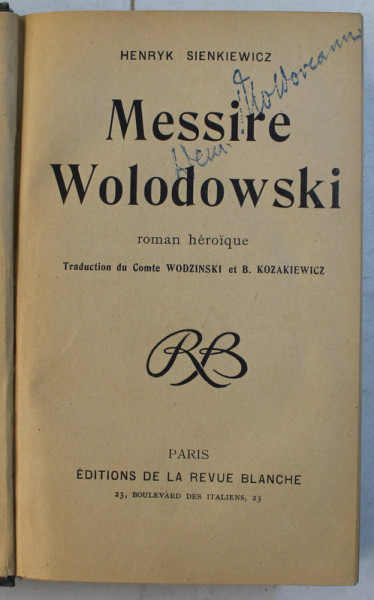 HENRYK SIENKIEWICZ
Messire
Wolodowski
roman héroïque
Traduction du Comte WODZINSKI et B. KOZAKIEWICZ
RB
PARIS
ÉDITIONS DE LA REVUE BLANCHE
23, BOULEVARD DES ITALIENS, 23